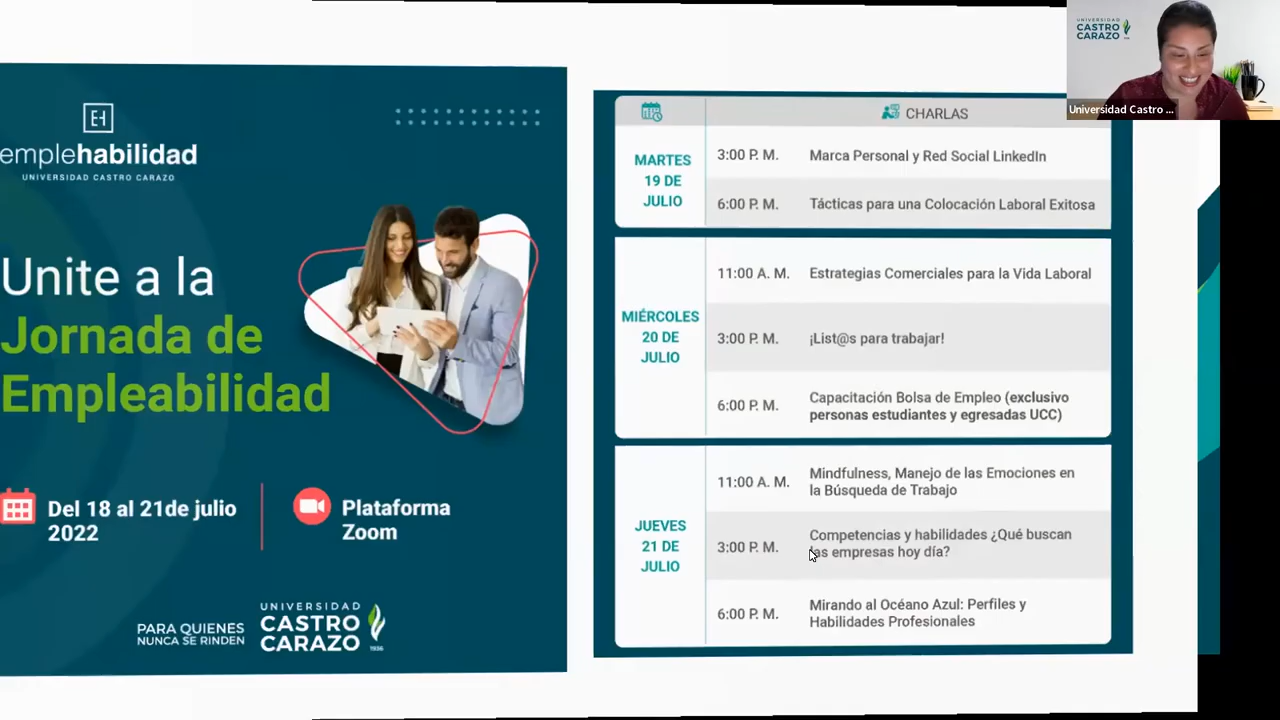 EH
emplehabilidad
UNIVERSIDAD CASTRO CARAZO
Unite a la
Jornada de
Empleabilidad
Del 18 al 21de julio
2022
Plataforma
Zoom
PARA QUIENES
NUNCA SE RINDEN
UNIVERSIDAD
CASTRO
CARAZO
1936
CHARLAS
MARTES
19 DE
JULIO
3:00 P. M. Marca Personal y Red Social LinkedIn
6:00 P. M. Tácticas para una Colocación Laboral Exitosa
MIÉRCOLES
20 DE
JULIO
11:00 A. M. Estrategias Comerciales para la Vida Laboral
3:00 P. M. ¡List@s para trabajar!
6:00 P. M. Capacitación Bolsa de Empleo (exclusivo
personas estudiantes y egresadas UCC)
JUEVES
21 DE
JULIO
11:00 A. M. Mindfulness, Manejo de las Emociones en
la Búsqueda de Trabajo
3:00 P. M. Competencias y habilidades ¿Qué buscan
las empresas hoy día?
6:00 P. M. Mirando al Océano Azul: Perfiles y
Habilidades Profesionales
UNIVERSIDAD
CASTRO
CARAZO
Universidad Castro ...